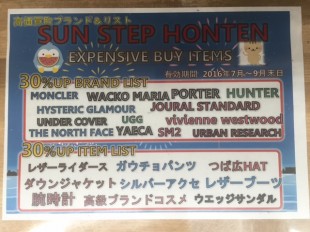 高価買取ブランド&リスト
SUN STEP HONTEN
EXPENSIVE BUY ITEMS
有効期間 2016年7月～9月末日
30%UP-BRAND-LIST
MONCLER WACKO MARIA PORTER HUNTER
HYSTERIC GLAMOUR JOURAL STANDARD
UNDER COVER UGG vivienne westwood
THE NORTH FACE YAECA SM2 URBAN RESEARCH
30%UP-ITEM-LIST
レザーライダース ガウチョパンツ つば広HAT
ダウンジャケット シルバーアクセ レザーブーツ
腕時計 高級ブランドコスメ ウエッジサンダル